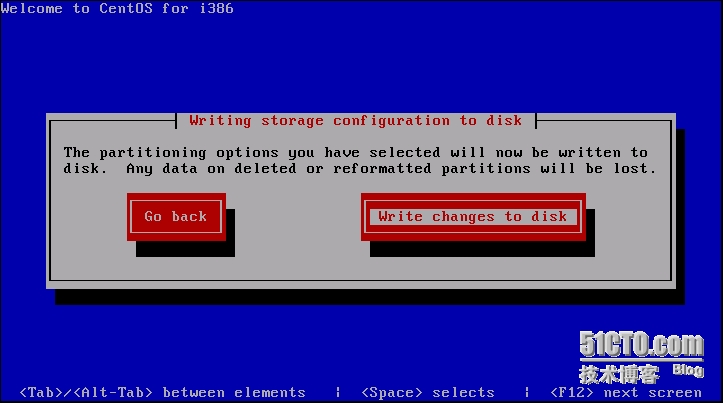 Welcome to CentOS for i386
Writing storage configuration to disk
The partitioning options you have selected will now be written to
disk.  Any data on deleted or reformatted partitions will be lost.
Go back
Write changes to disk
51CTO.com
技术博客 Blog
<Tab>/<Alt-Tab> between elements   |  <Space> selects   |  <F12> next screen